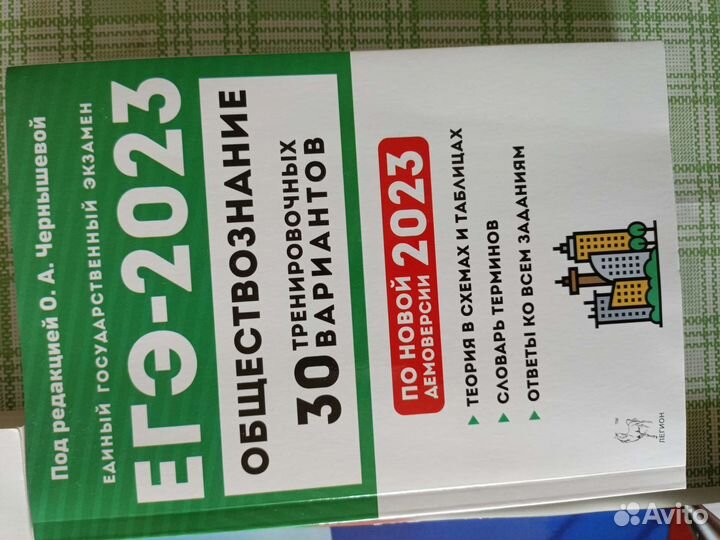 Под редакцией О. А. Чернышевой
ЕДИНЫЙ ГОСУДАРСТВЕННЫЙ ЭКЗАМЕН
ЕГЭ-2023
ОБЩЕСТВОЗНАНИЕ
30 ТРЕНИРОВОЧНЫХ
ВАРИАНТОВ
ПО НОВОЙ
ДЕМОВЕРСИИ 2023
ТЕОРИЯ В СХЕМАХ И ТАБЛИЦАХ
СЛОВАРЬ ТЕРМИНОВ
ОТВЕТЫ КО ВСЕМ ЗАДАНИЯМ
TM
ЛЕГИОН
Avito